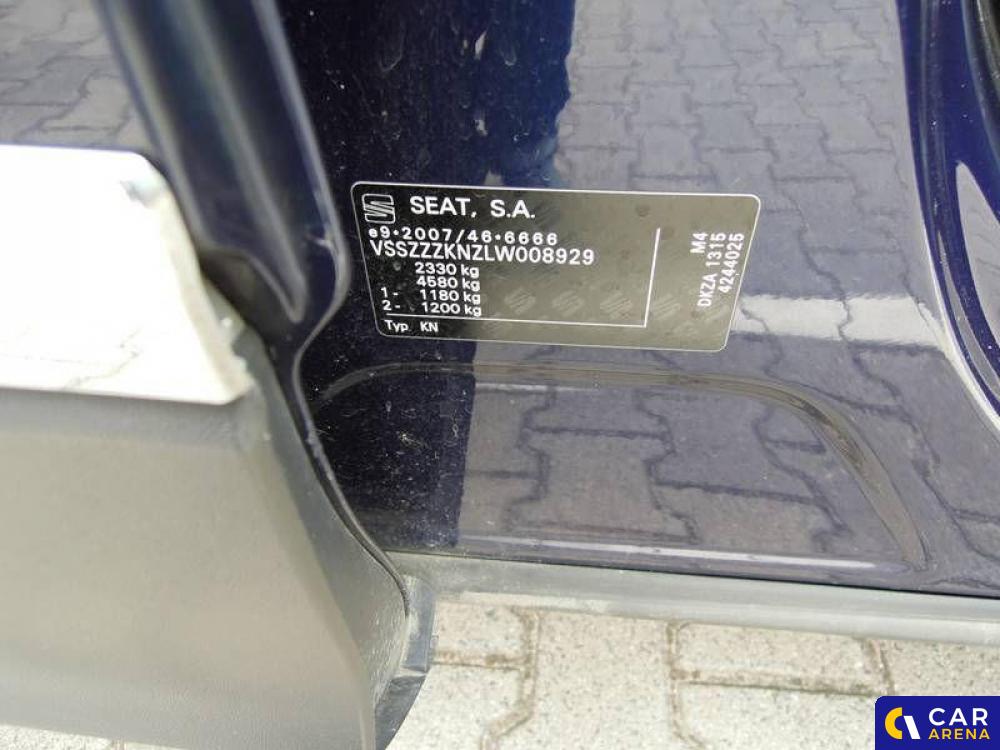 SEAT, S.A.
e9*2007/46*6666
VSSZZZKNZLW008929
2330 kg
4580 kg
1- 1180 kg
2- 1200 kg
Typ KN
M4
DKZA 1315
4244025
CAR
ARENA